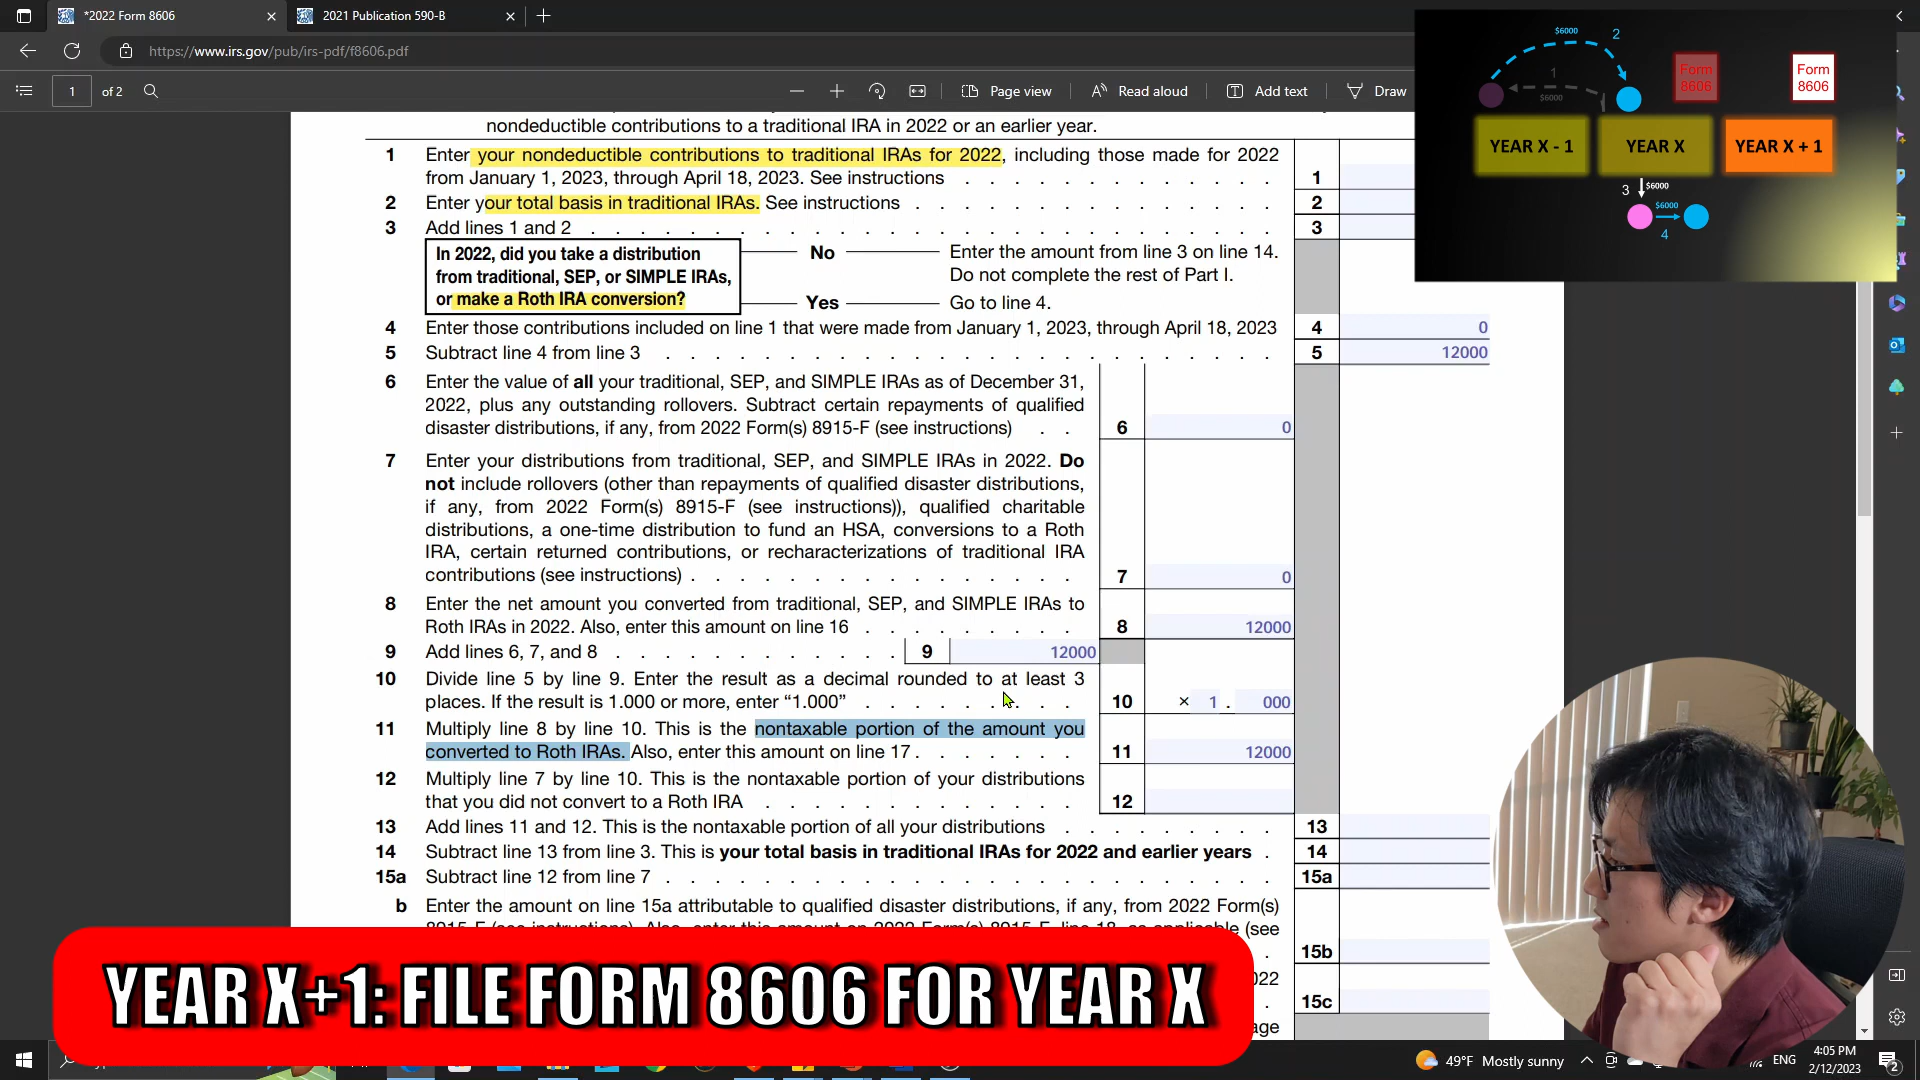 *2022 Form 8606
2021 Publication 590-B
https://www.irs.gov/pub/irs-pdf/f8606.pdf
1 of 2
Page view
Read aloud
Add text
Draw
$6000
2
1
$6000
Form
8606
Form
8606
YEAR X - 1
YEAR X
YEAR X + 1
3 $6000
$6000
4
nondeductible contributions to a traditional IRA in 2022 or an earlier year.
1 Enter your nondeductible contributions to traditional IRAs for 2022, including those made for 2022
from January 1, 2023, through April 18, 2023. See instructions . . . . . . . . . . . . . 1
2 Enter your total basis in traditional IRAs. See instructions . . . . . . . . . . . . . . . 2
3 Add lines 1 and 2 . . . . . . . . . . . . . . . . . . . . . . . . . . . . 3
In 2022, did you take a distribution
from traditional, SEP, or SIMPLE IRAs,
or make a Roth IRA conversion?
No Enter the amount from line 3 on line 14.
Do not complete the rest of Part I.
Yes Go to line 4.
4 Enter those contributions included on line 1 that were made from January 1, 2023, through April 18, 2023 4 0
5 Subtract line 4 from line 3 . . . . . . . . . . . . . . . . . . . . . . . . . 5 12000
6 Enter the value of all your traditional, SEP, and SIMPLE IRAs as of December 31,
2022, plus any outstanding rollovers. Subtract certain repayments of qualified
disaster distributions, if any, from 2022 Form(s) 8915-F (see instructions) . . 6 0
7 Enter your distributions from traditional, SEP, and SIMPLE IRAs in 2022. Do
not include rollovers (other than repayments of qualified disaster distributions,
if any, from 2022 Form(s) 8915-F (see instructions)), qualified charitable
distributions, a one-time distribution to fund an HSA, conversions to a Roth
IRA, certain returned contributions, or recharacterizations of traditional IRA
contributions (see instructions) . . . . . . . . . . . . . . . . 7 0
8 Enter the net amount you converted from traditional, SEP, and SIMPLE IRAs to
Roth IRAs in 2022. Also, enter this amount on line 16 . . . . . . . . . 8 12000
9 Add lines 6, 7, and 8 . . . . . . . . . . . . 9 12000
10 Divide line 5 by line 9. Enter the result as a decimal rounded to at least 3
places. If the result is 1.000 or more, enter “1.000” . . . . . . . . . 10 × 1 . 000
11 Multiply line 8 by line 10. This is the nontaxable portion of the amount you
converted to Roth IRAs. Also, enter this amount on line 17 . . . . . . . 11 12000
12 Multiply line 7 by line 10. This is the nontaxable portion of your distributions
that you did not convert to a Roth IRA . . . . . . . . . . . . . 12
13 Add lines 11 and 12. This is the nontaxable portion of all your distributions . . . . . . . . . 13
14 Subtract line 13 from line 3. This is your total basis in traditional IRAs for 2022 and earlier years . 14
15a Subtract line 12 from line 7 . . . . . . . . . . . . . . . . . . . . . . . . . 15a
b Enter the amount on line 15a attributable to qualified disaster distributions, if any, from 2022 Form(s)
15b
15c
YEAR X+1: FILE FORM 8606 FOR YEAR X
49°F Mostly sunny
ENG
4:05 PM
2/12/2023
2